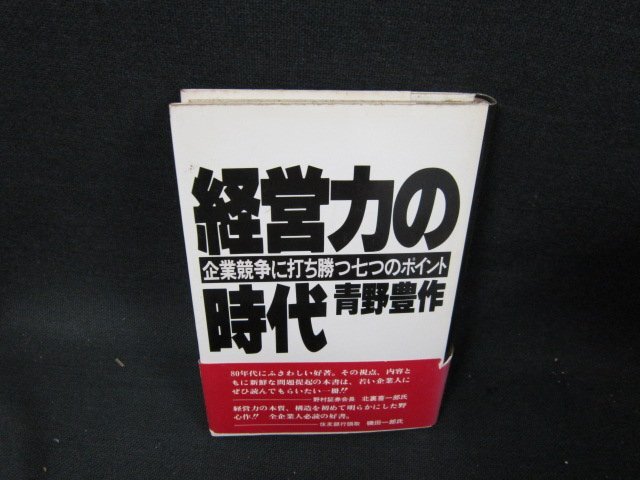 経営力の
企業競争に打ち勝つ七つのポイント
時代 青野豊作
80年代にふさわしい好著。その視点、内容と
もに新鮮な問題提起の本書は、若い企業人に
ぜひ読んでもらいたい一冊!!
野村証券会長 北裏喜一郎氏
経営力の本質、構造を初めて明らかにした野
心作!! 全企業人必読の好書。
住友銀行頭取 磯田一郎氏